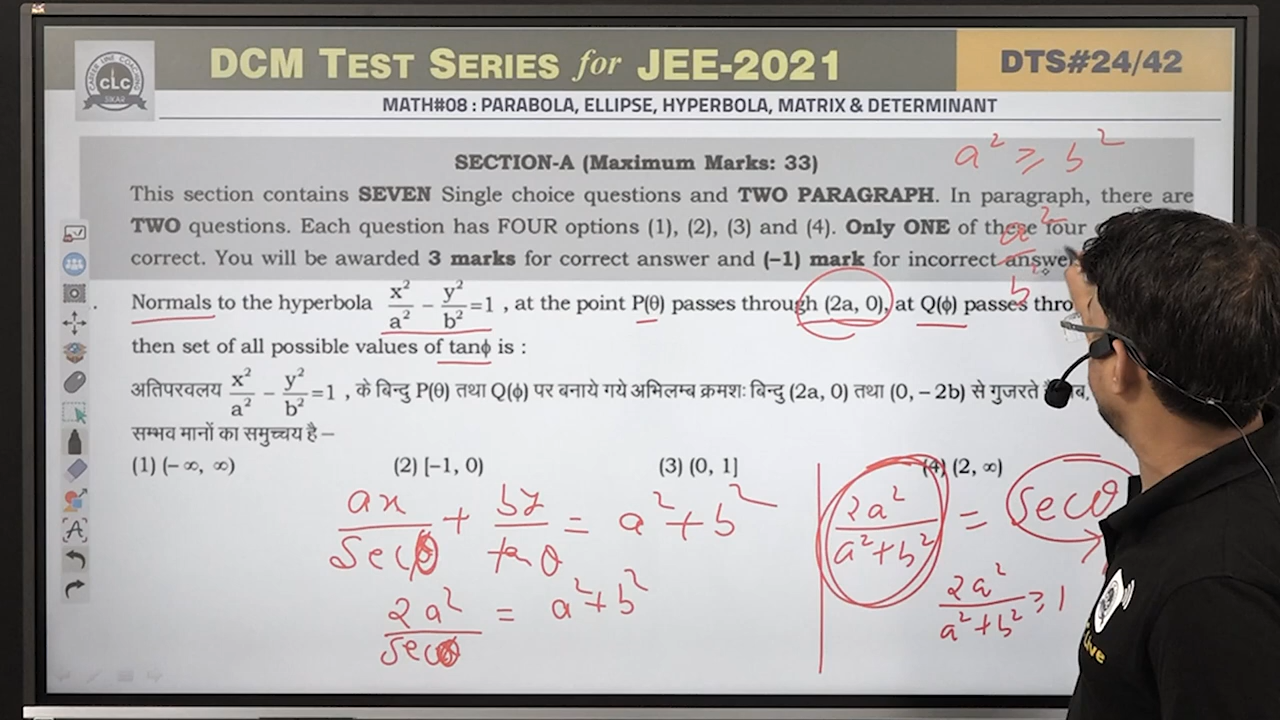 DCM TEST SERIES for JEE-2021
DTS#24/42
CLC
SIKAR
MATH#08 : PARABOLA, ELLIPSE, HYPERBOLA, MATRIX & DETERMINANT
a² ≥ b²
SECTION-A (Maximum Marks: 33)
This section contains SEVEN Single choice questions and TWO PARAGRAPH. In paragraph, there are
TWO questions. Each question has FOUR options (1), (2), (3) and (4). Only ONE of these four
correct. You will be awarded 3 marks for correct answer and (-1) mark for incorrect answer
a²/b²
Normals to the hyperbola x²/a² − y²/b² = 1 , at the point P(θ) passes through (2a, 0), at Q(ϕ) passes thro
then set of all possible values of tanϕ is :
अतिपरवलय x²/a² − y²/b² = 1 , के बिन्दु P(θ) तथा Q(ϕ) पर बनाये गये अभिलम्ब क्रमशः बिन्दु (2a, 0) तथा (0, – 2b) से गुजरते
सम्भव मानों का समुच्चय है –
(1) (– ∞, ∞) (2) [–1, 0) (3) (0, 1] (4) (2, ∞)
ax/secθ + by/tanθ = a² + b²
2a²/secθ = a² + b²
2a²/(a² + b²) = secθ
2a²/(a² + b²) ≥ 1
Live